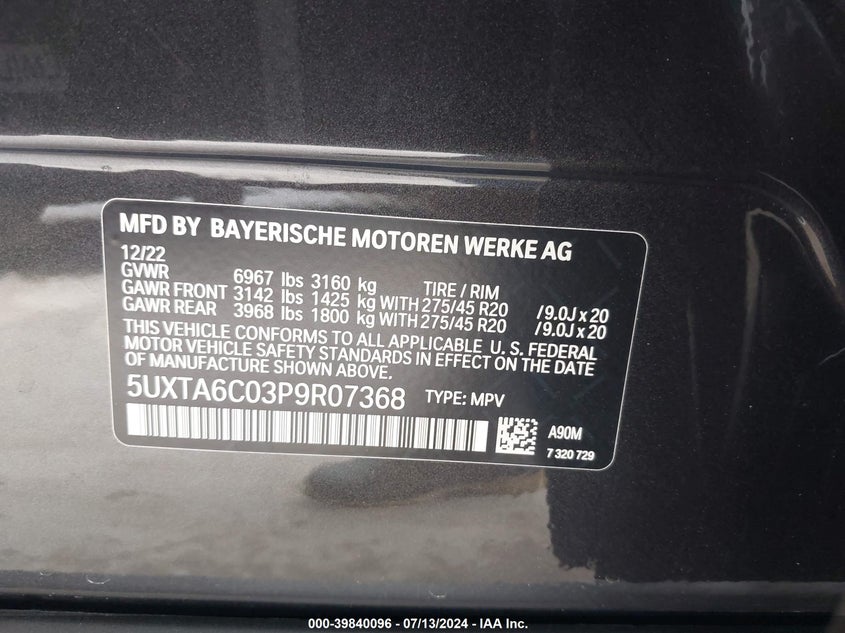 MFD BY BAYERISCHE MOTOREN WERKE AG
12/22
GVWR 6967 lbs 3160 kg TIRE / RIM
GAWR FRONT 3142 lbs 1425 kg WITH 275/45 R20 /9.0J x 20
GAWR REAR 3968 lbs 1800 kg WITH 275/45 R20 /9.0J x 20
THIS VEHICLE CONFORMS TO ALL APPLICABLE U. S. FEDERAL
MOTOR VEHICLE SAFETY STANDARDS IN EFFECT ON THE DATE
OF MANUFACTURE SHOWN ABOVE.
5UXTA6C03P9R07368 TYPE: MPV
A90M
7 320 729
000-39840096 - 07/13/2024 - IAA Inc.